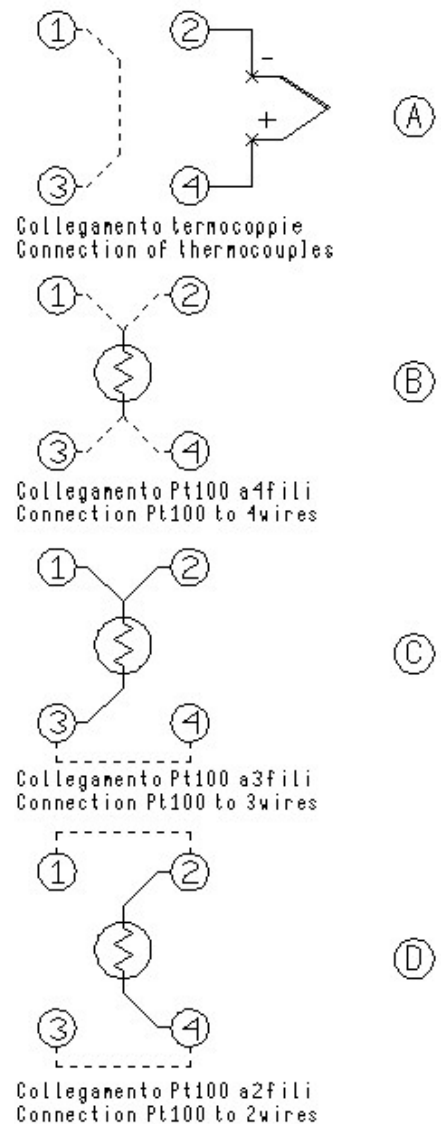 1 2
-
A
+
3 4
Collegamento termocoppie
Connection of thermocouples
1 2
B
3 4
Collegamento Pt100 a4fili
Connection Pt100 to 4wires
1 2
C
3 4
Collegamento Pt100 a3fili
Connection Pt100 to 3wires
1 2
D
3 4
Collegamento Pt100 a2fili
Connection Pt100 to 2wires